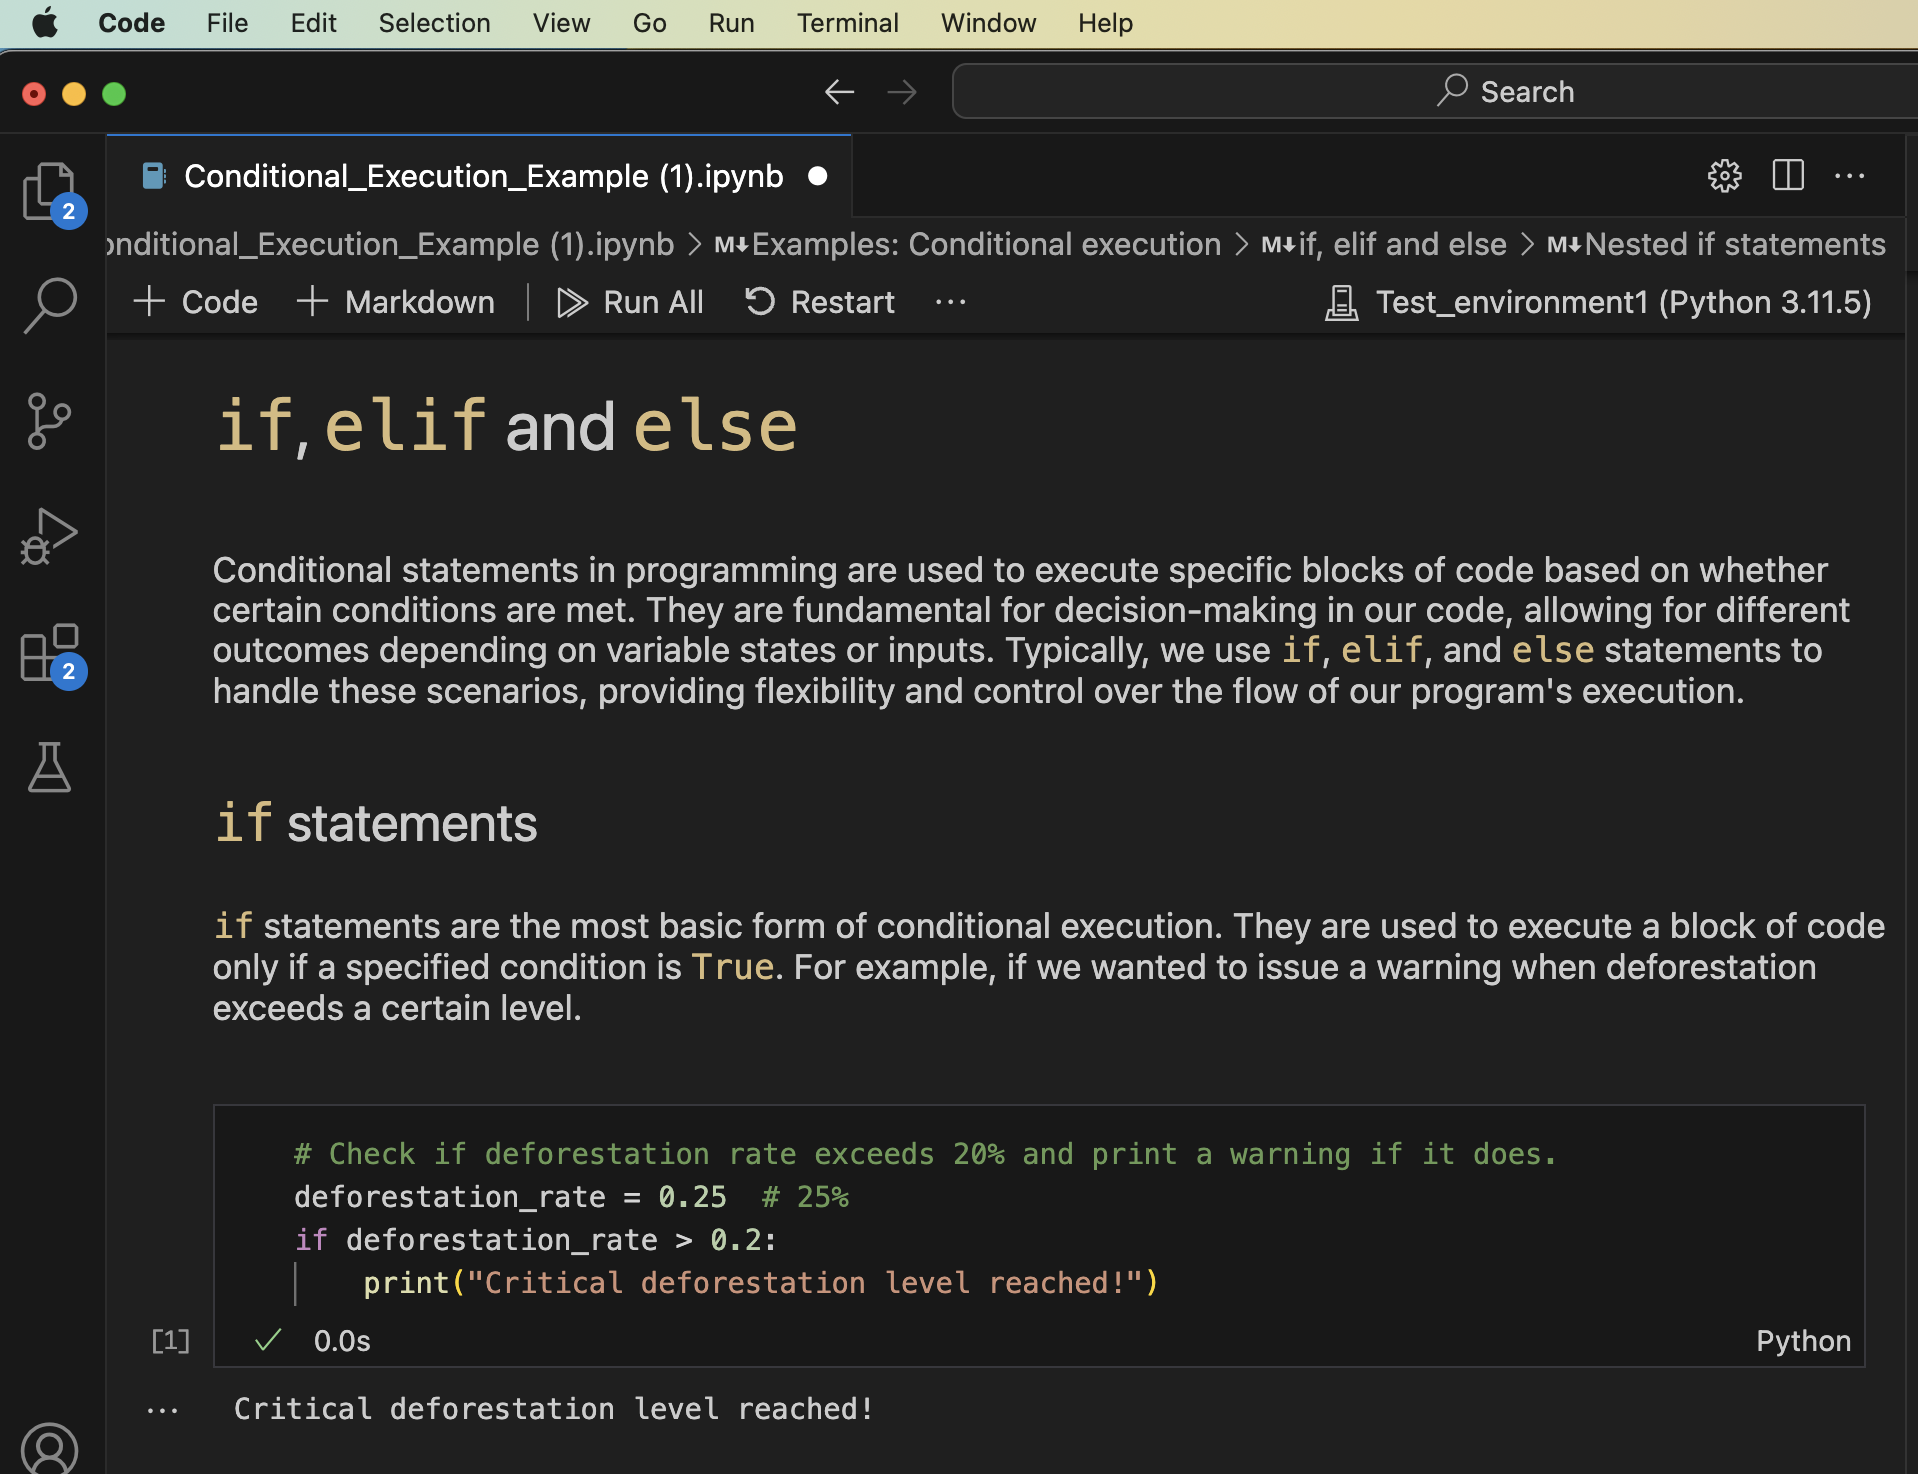 Code File Edit Selection View Go Run Terminal Window Help
Search
Conditional_Execution_Example (1).ipynb
2
onditional_Execution_Example (1).ipynb > M↓Examples: Conditional execution > M↓if, elif and else > M↓Nested if statements
+ Code + Markdown | Run All Restart ... Test_environment1 (Python 3.11.5)
if, elif and else
Conditional statements in programming are used to execute specific blocks of code based on whether
certain conditions are met. They are fundamental for decision-making in our code, allowing for different
outcomes depending on variable states or inputs. Typically, we use if, elif, and else statements to
2
handle these scenarios, providing flexibility and control over the flow of our program's execution.
if statements
if statements are the most basic form of conditional execution. They are used to execute a block of code
only if a specified condition is True. For example, if we wanted to issue a warning when deforestation
exceeds a certain level.
# Check if deforestation rate exceeds 20% and print a warning if it does.
deforestation_rate = 0.25  # 25%
if deforestation_rate > 0.2:
    print("Critical deforestation level reached!")
[1] ✓ 0.0s Python
... Critical deforestation level reached!